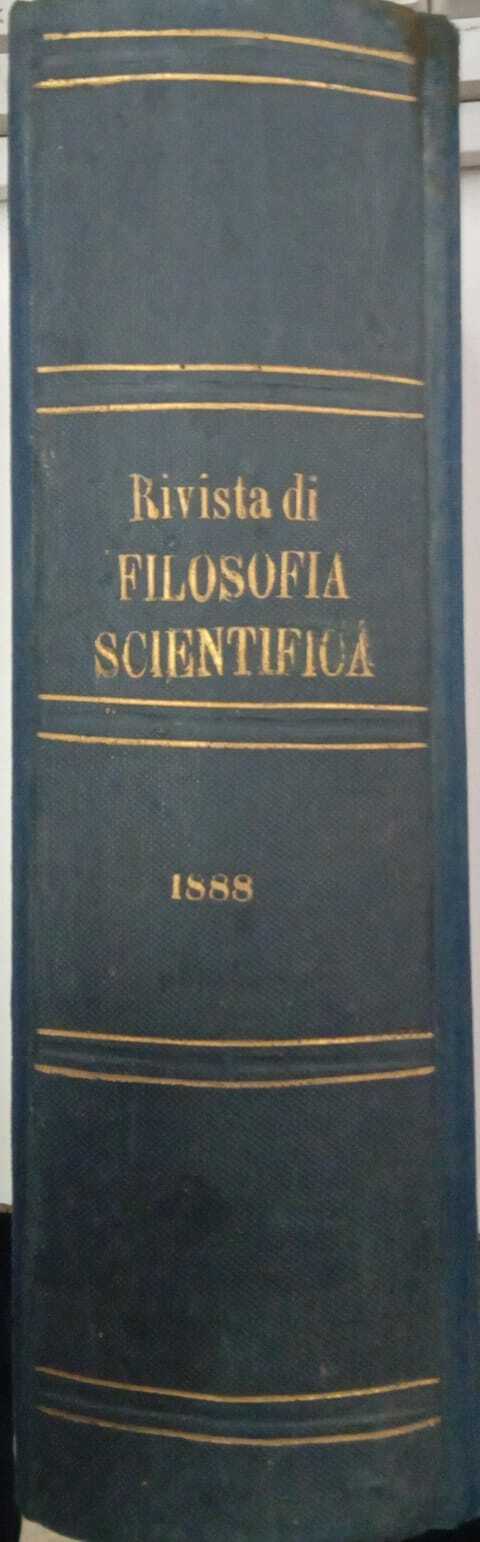 Rivista di
FILOSOFIA
SCIENTIFICA
1888